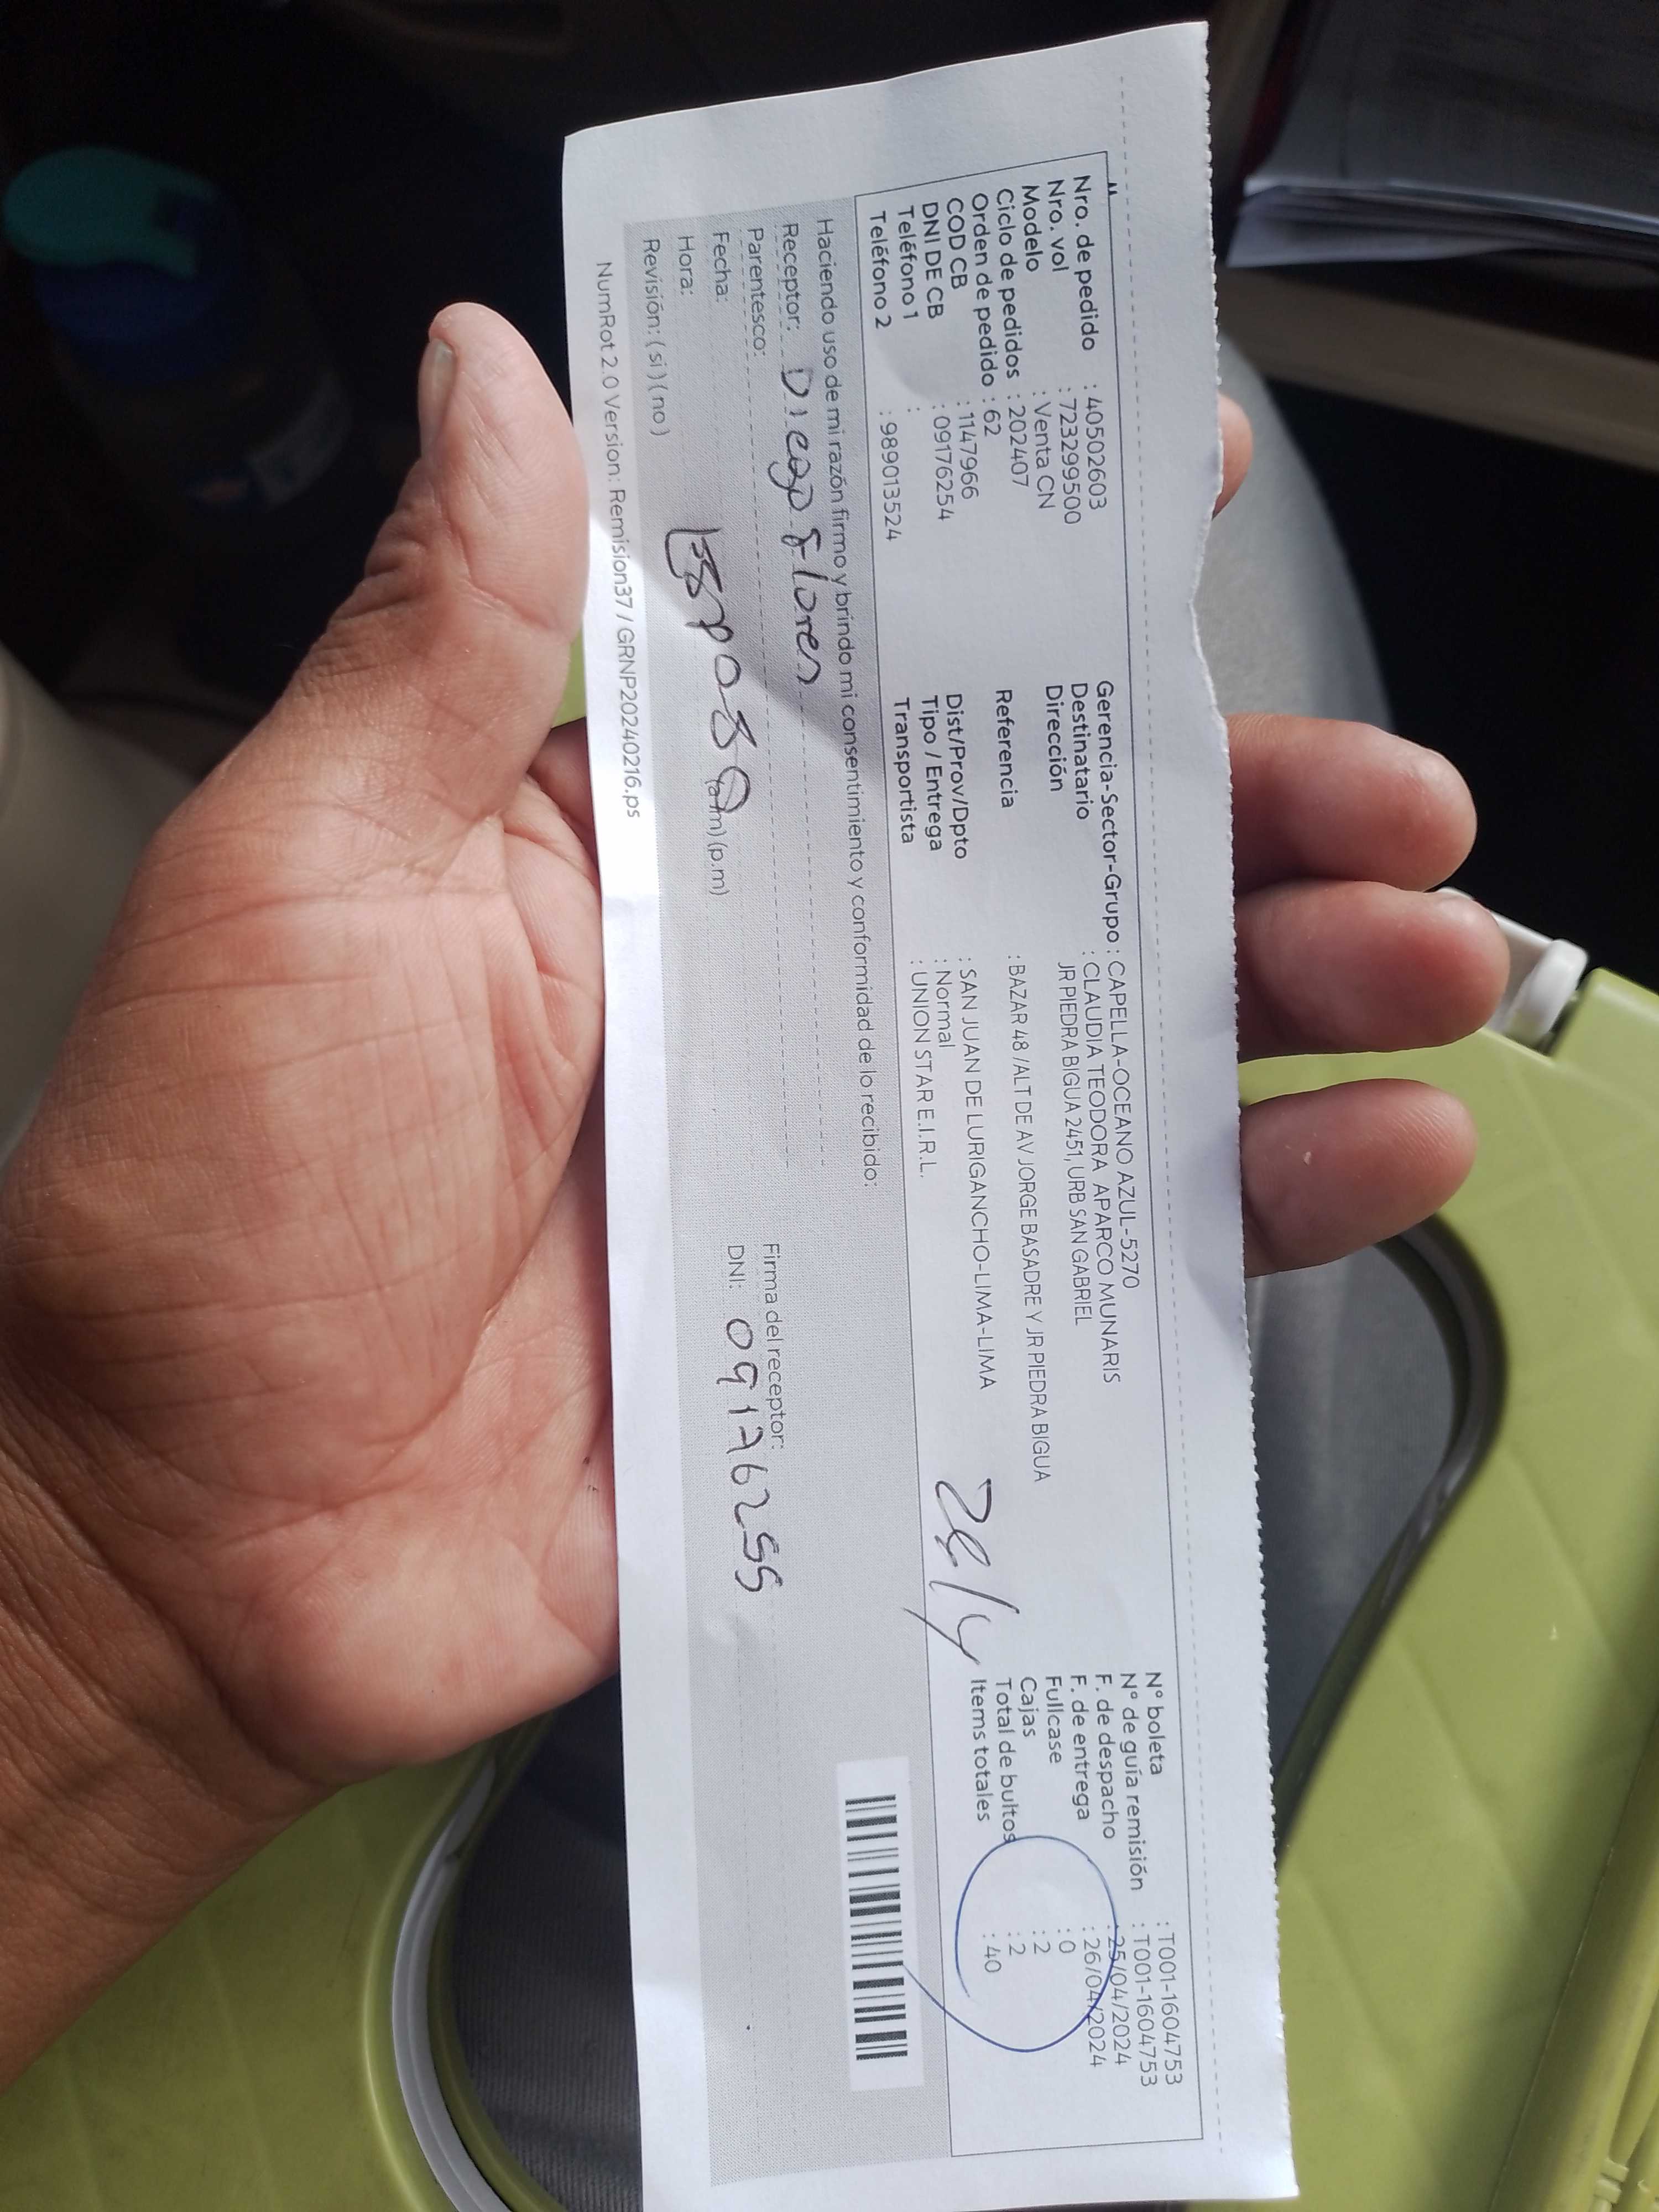 Nro. de pedido : 40502603
Nro. vol : 723299500
Modelo : Venta CN
Ciclo de pedidos : 202407
Orden de pedido : 62
COD CB : 1147966
DNI DE CB : 09176254
Teléfono 1 :
Teléfono 2 : 989013524
Gerencia-Sector-Grupo : CAPELLA-OCEANO AZUL-5270
Destinatario : CLAUDIA TEODORA APARCO MUNARIS
Dirección JR PIEDRA BIGUA 2451, URB SAN GABRIEL
Referencia : BAZAR 48 /ALT DE AV JORGE BASADRE Y JR PIEDRA BIGUA
Dist/Prov/Dpto : SAN JUAN DE LURIGANCHO-LIMA-LIMA
Tipo / Entrega : Normal
Transportista : UNION STAR E.I.R.L.
N° boleta : T001-1604753
N° de guía remisión : T001-1604753
F. de despacho : 25/04/2024
F. de entrega : 26/04/2024
Fullcase : 0
Cajas : 2
Total de bultos : 2
Items totales : 40
Haciendo uso de mi razón firmo y brindo mi consentimiento y conformidad de lo recibido:
Receptor: Diego Flores
Parentesco: Esposo
Fecha:
Hora: (a.m) (p.m)
Revisión: ( si ) ( no )
Firma del receptor:
DNI: 09176255
NumRot 2.0 Version: Remision37 / GRNP20240216.ps